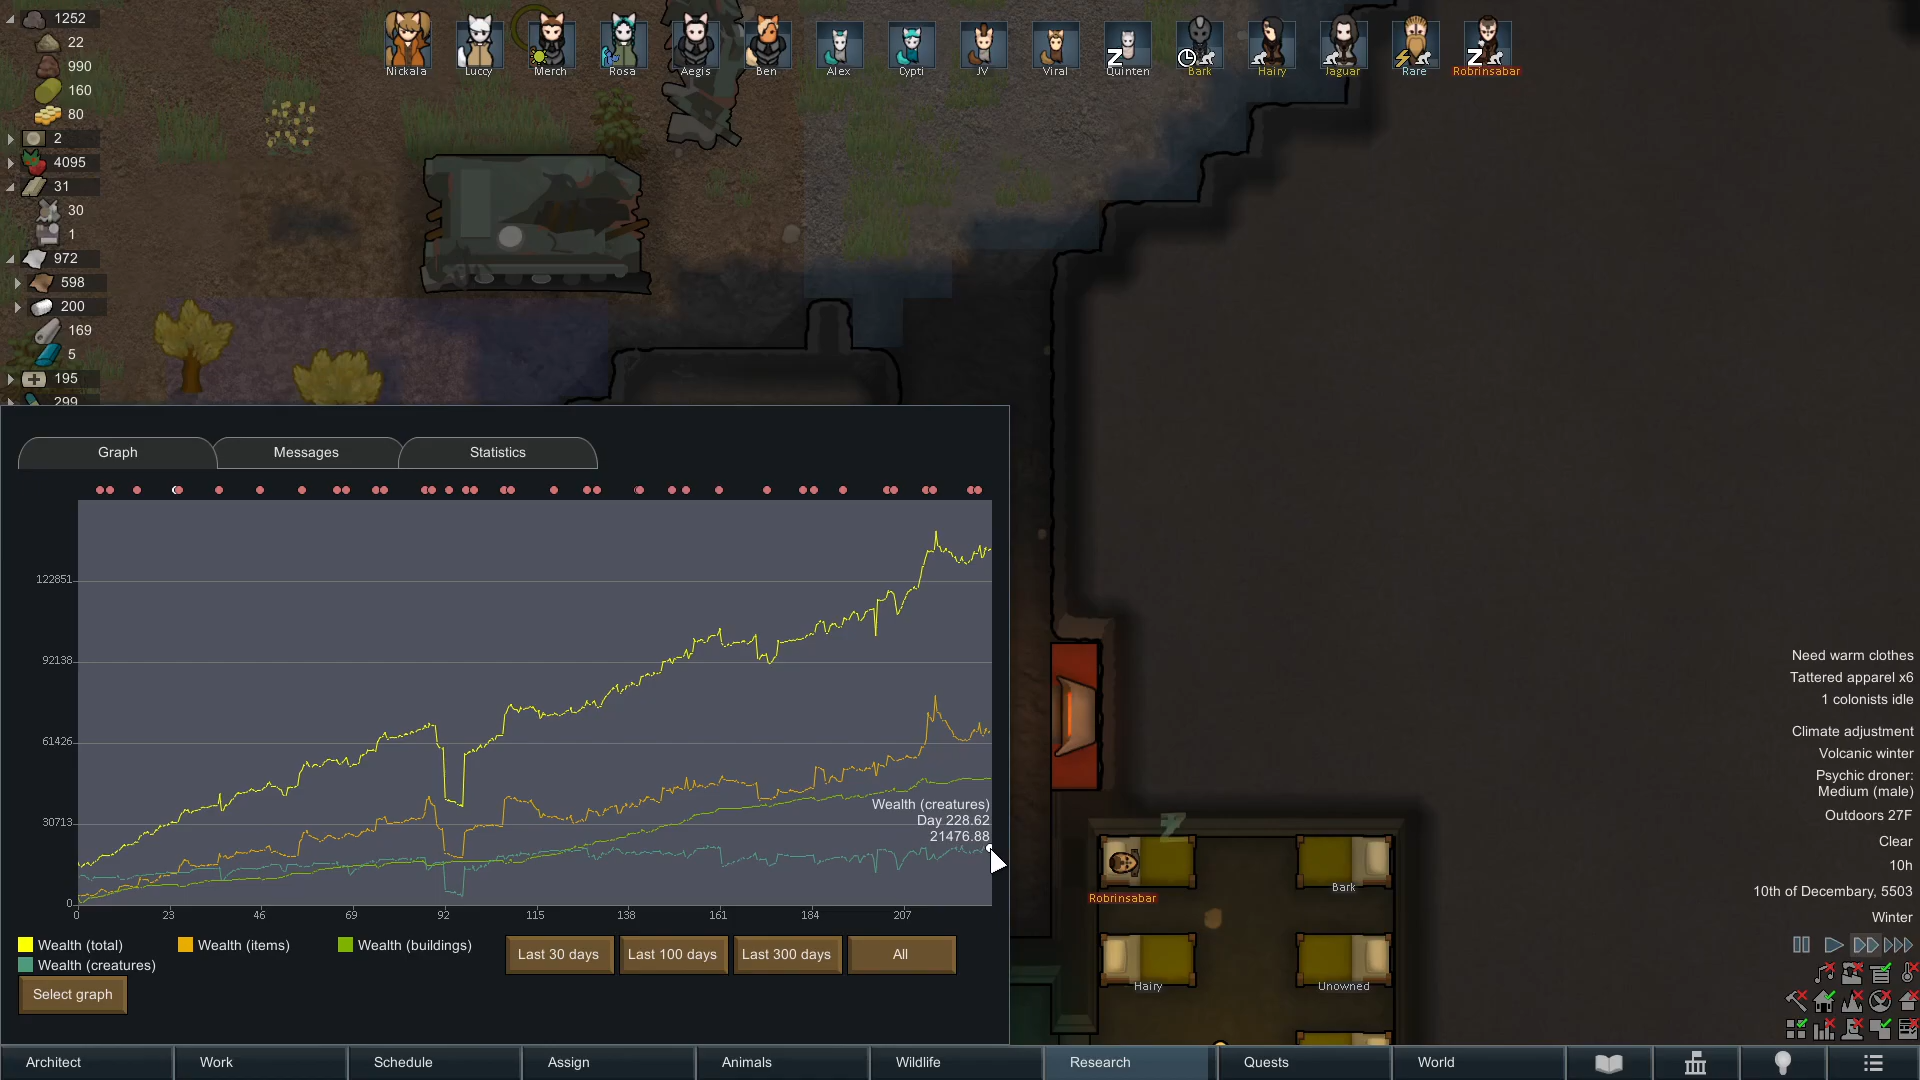 1252
22
990
160
80
2
4095
31
30
1
972
598
200
169
5
195
299
Nickala
Luccy
Merch
Rosa
Aegis
Ben
Alex
Cypti
JV
Viral
Quinten
Bark
Hairy
Jaguar
Rare
Robrinsabar
Graph
Messages
Statistics
122851
92138
61426
30713
0
Wealth (creatures)
Day 228.62
21476.88
0
23
46
69
92
115
138
161
184
207
Wealth (total)
Wealth (items)
Wealth (buildings)
Wealth (creatures)
Last 30 days
Last 100 days
Last 300 days
All
Select graph
Robrinsabar
Bark
Hairy
Unowned
Need warm clothes
Tattered apparel x6
1 colonists idle
Climate adjustment
Volcanic winter
Psychic droner:
Medium (male)
Outdoors 27F
Clear
10h
10th of Decembary, 5503
Winter
Architect
Work
Schedule
Assign
Animals
Wildlife
Research
Quests
World